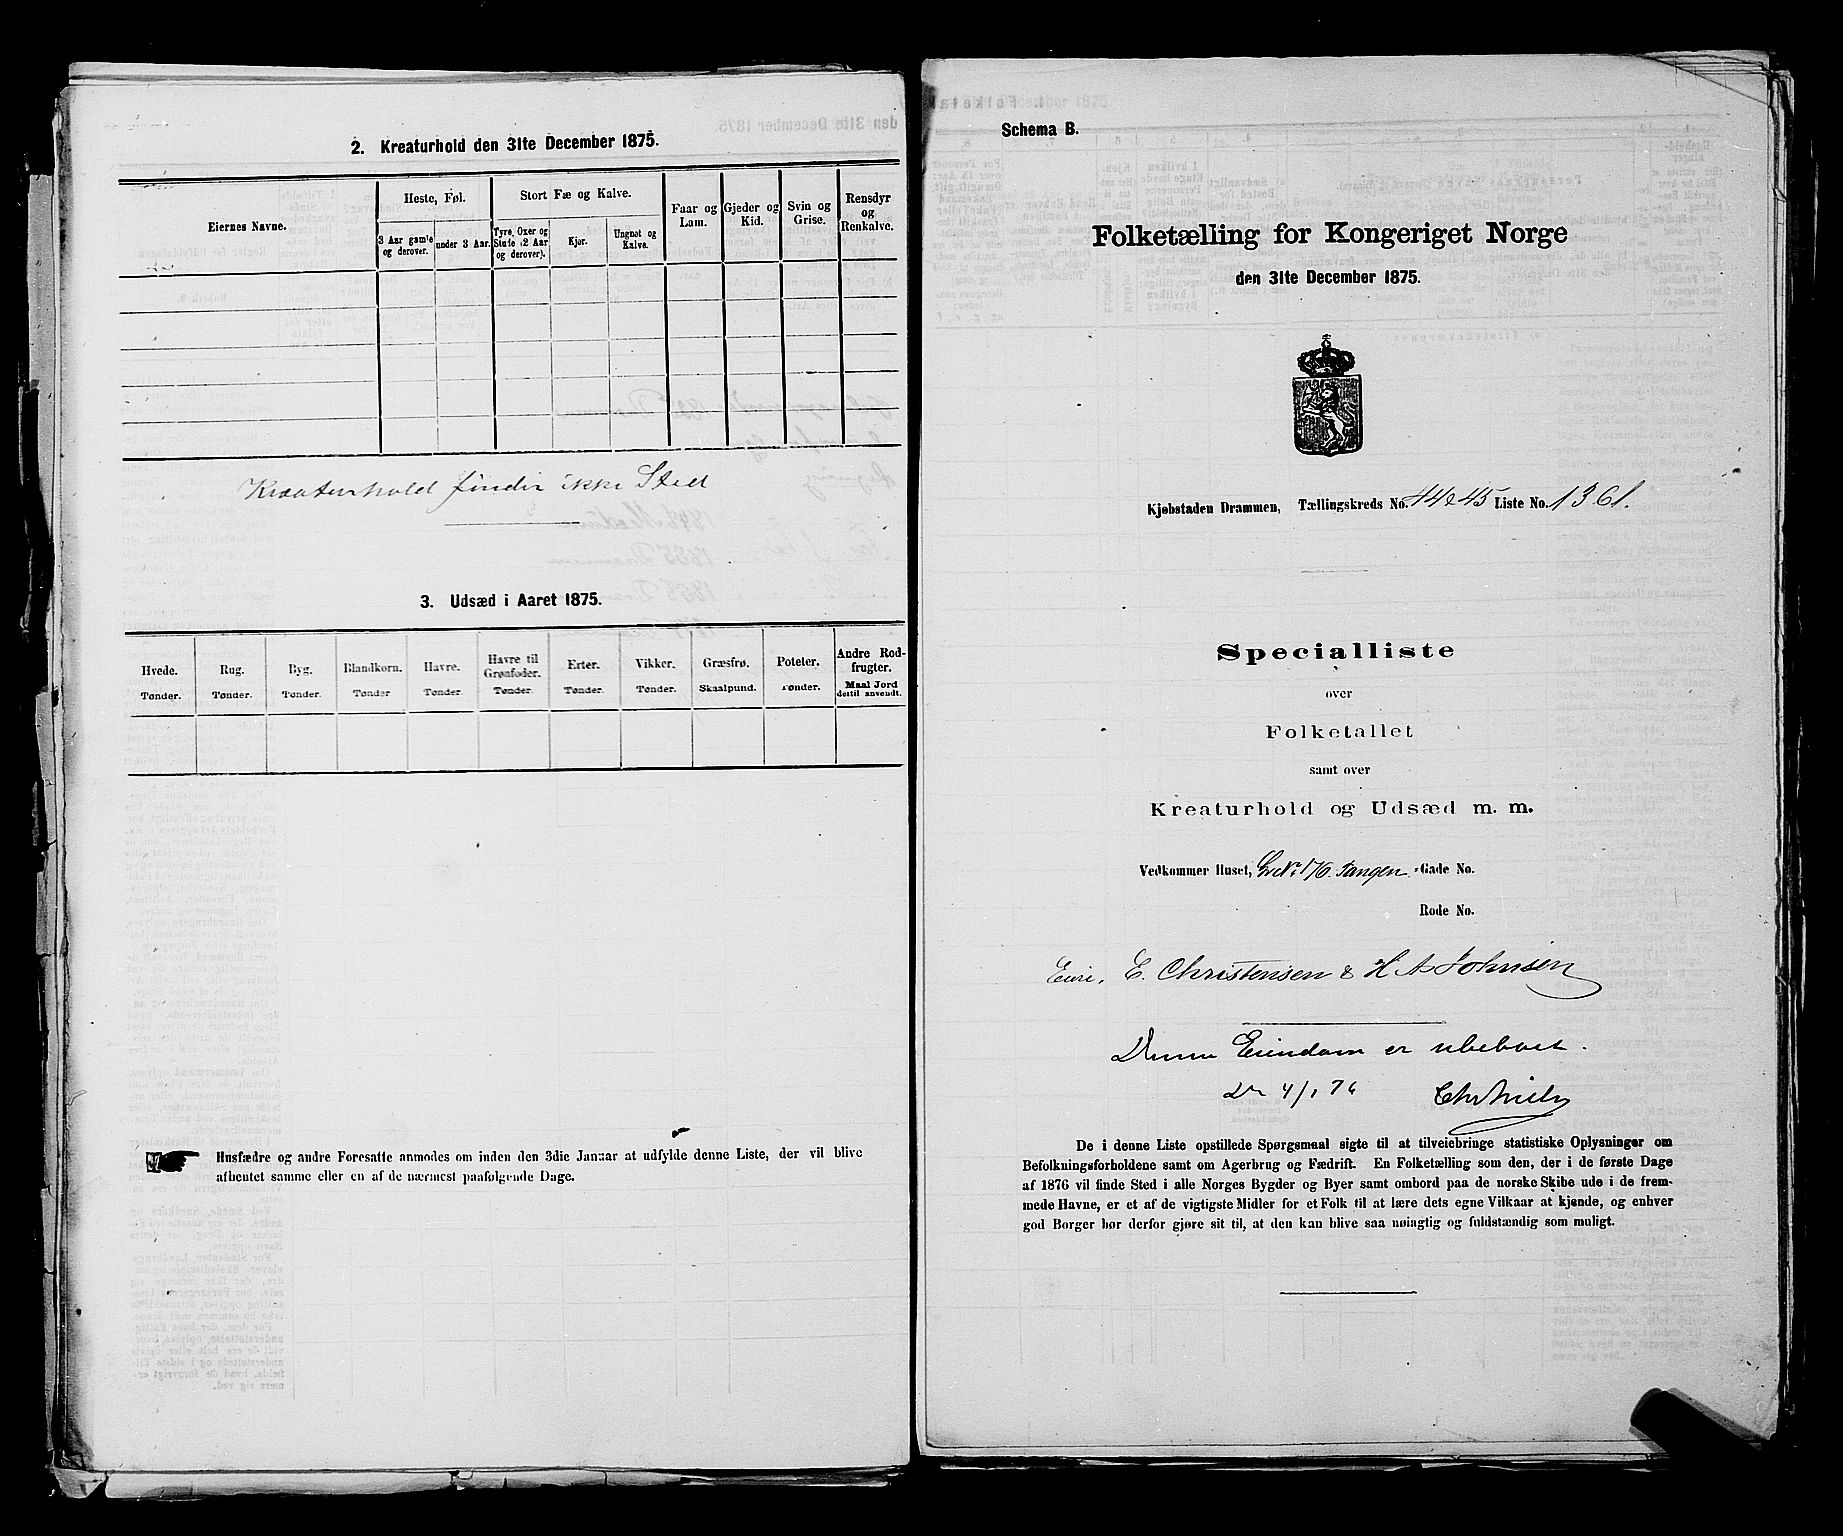 2. Kreaturhold den 31te December 1875.
Eiernes Navne.
Heste, Føl.
3 Aar gamle og derover.
under 3 Aar.
Stort Fæ og Kalve.
Tyre, Oxer og Stude (2 Aar og derover).
Kjør.
Ungnøt og Kalve.
Faar og Lam.
Gjeder og Kid.
Svin og Grise.
Rensdyr og Renkalve.
Kreaturhold finder ikke Sted
3. Udsæd i Aaret 1875.
Hvede. Tønder.
Rug. Tønder.
Byg. Tønder.
Blandkorn. Tønder
Havre. Tønder.
Havre til Grønfoder. Tønder.
Erter. Tønder.
Vikker. Tønder.
Græsfrø. Skaalpund.
Poteter. Tønder.
Andre Rodfrugter. Maal Jord dertil anvendt.
Husfædre og andre Foresatte anmodes om inden den 3die Januar at udfylde denne Liste, der vil blive
afhentet samme eller en af de nærmest paafølgende Dage.
Schema B.
Folketælling for Kongeriget Norge
den 31te December 1875.
Kjøbstaden Drammen, Tællingskreds No. 44 & 45 Liste No. 1361.
Specialliste
over
Folketallet
samt over
Kreaturhold og Udsæd m. m.
Vedkommer Huset, 176. Tangen Gade No.
Rode No.
E. Christensen & H A Johnsen
Denne Eiendom er ubeboet.
4/1 76
De i denne Liste opstillede Spørgsmaal sigte til at tilveiebringe statistiske Oplysninger om
Befolkningsforholdene samt om Agerbrug og Fædrift. En Folketælling som den, der i de første Dage
af 1876 vil finde Sted i alle Norges Bygder og Byer samt ombord paa de norske Skibe ude i de frem-
mede Havne, er et af de vigtigste Midler for et Folk til at lære dets egne Vilkaar at kjende, og enhver
god Borger bør derfor gjøre sit til, at den kan blive saa nøiagtig og fuldstændig som muligt.